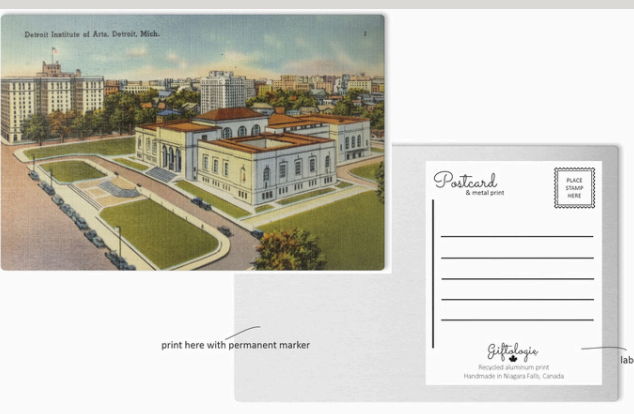 Detroit Institute of Arts, Detroit, Mich.
Postcard
& metal print
PLACE
STAMP
HERE
print here with permanent marker
Giftologie
lab
Recycled aluminum print
Handmade in Niagara Falls, Canada